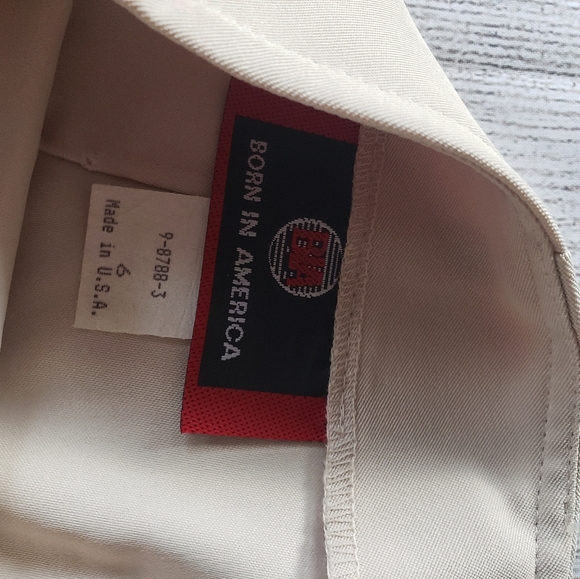 BORN IN AMERICA
9-8788-3
6
Made in U.S.A.